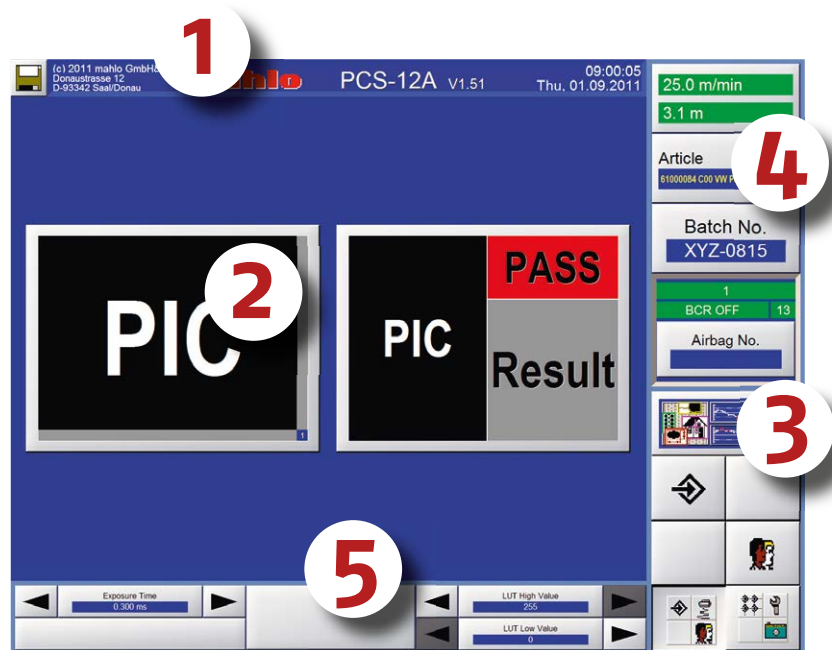 1
(c) 2011 mahlo GmbH
Donaustrasse 12
D-93342 Saal/Donau
PCS-12A V1.51
09:00:05
Thu, 01.09.2011
25.0 m/min
3.1 m
Article
61000084 C00 VW
4
Batch No.
XYZ-0815
PIC
2
1
PIC
PASS
Result
1
BCR OFF 13
Airbag No.
3
5
Exposure Time
0.300 ms
LUT High Value
255
LUT Low Value
0